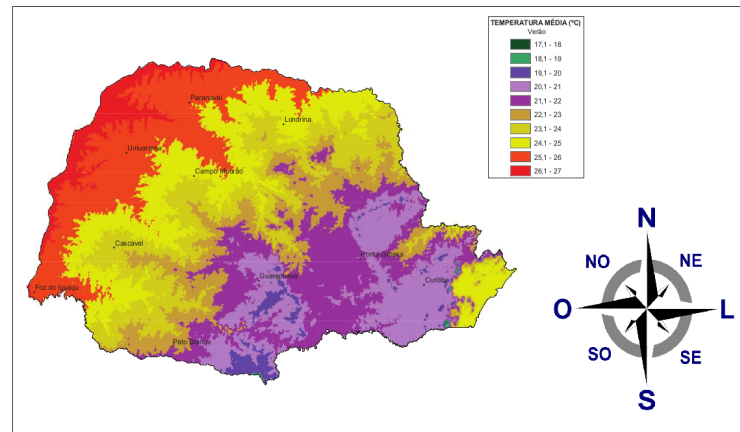 TEMPERATURA MÉDIA (ºC)
Verão
17,1 - 18
18,1 - 19
19,1 - 20
20,1 - 21
21,1 - 22
22,1 - 23
23,1 - 24
24,1 - 25
25,1 - 26
26,1 - 27
Paranavaí
Londrina
Umuarama
Campo Mourão
Cascavel
Ponta Grossa
Guarapuava
Curitiba
Foz do Iguaçu
Pato Branco
N
NO
NE
O
L
SO
SE
S